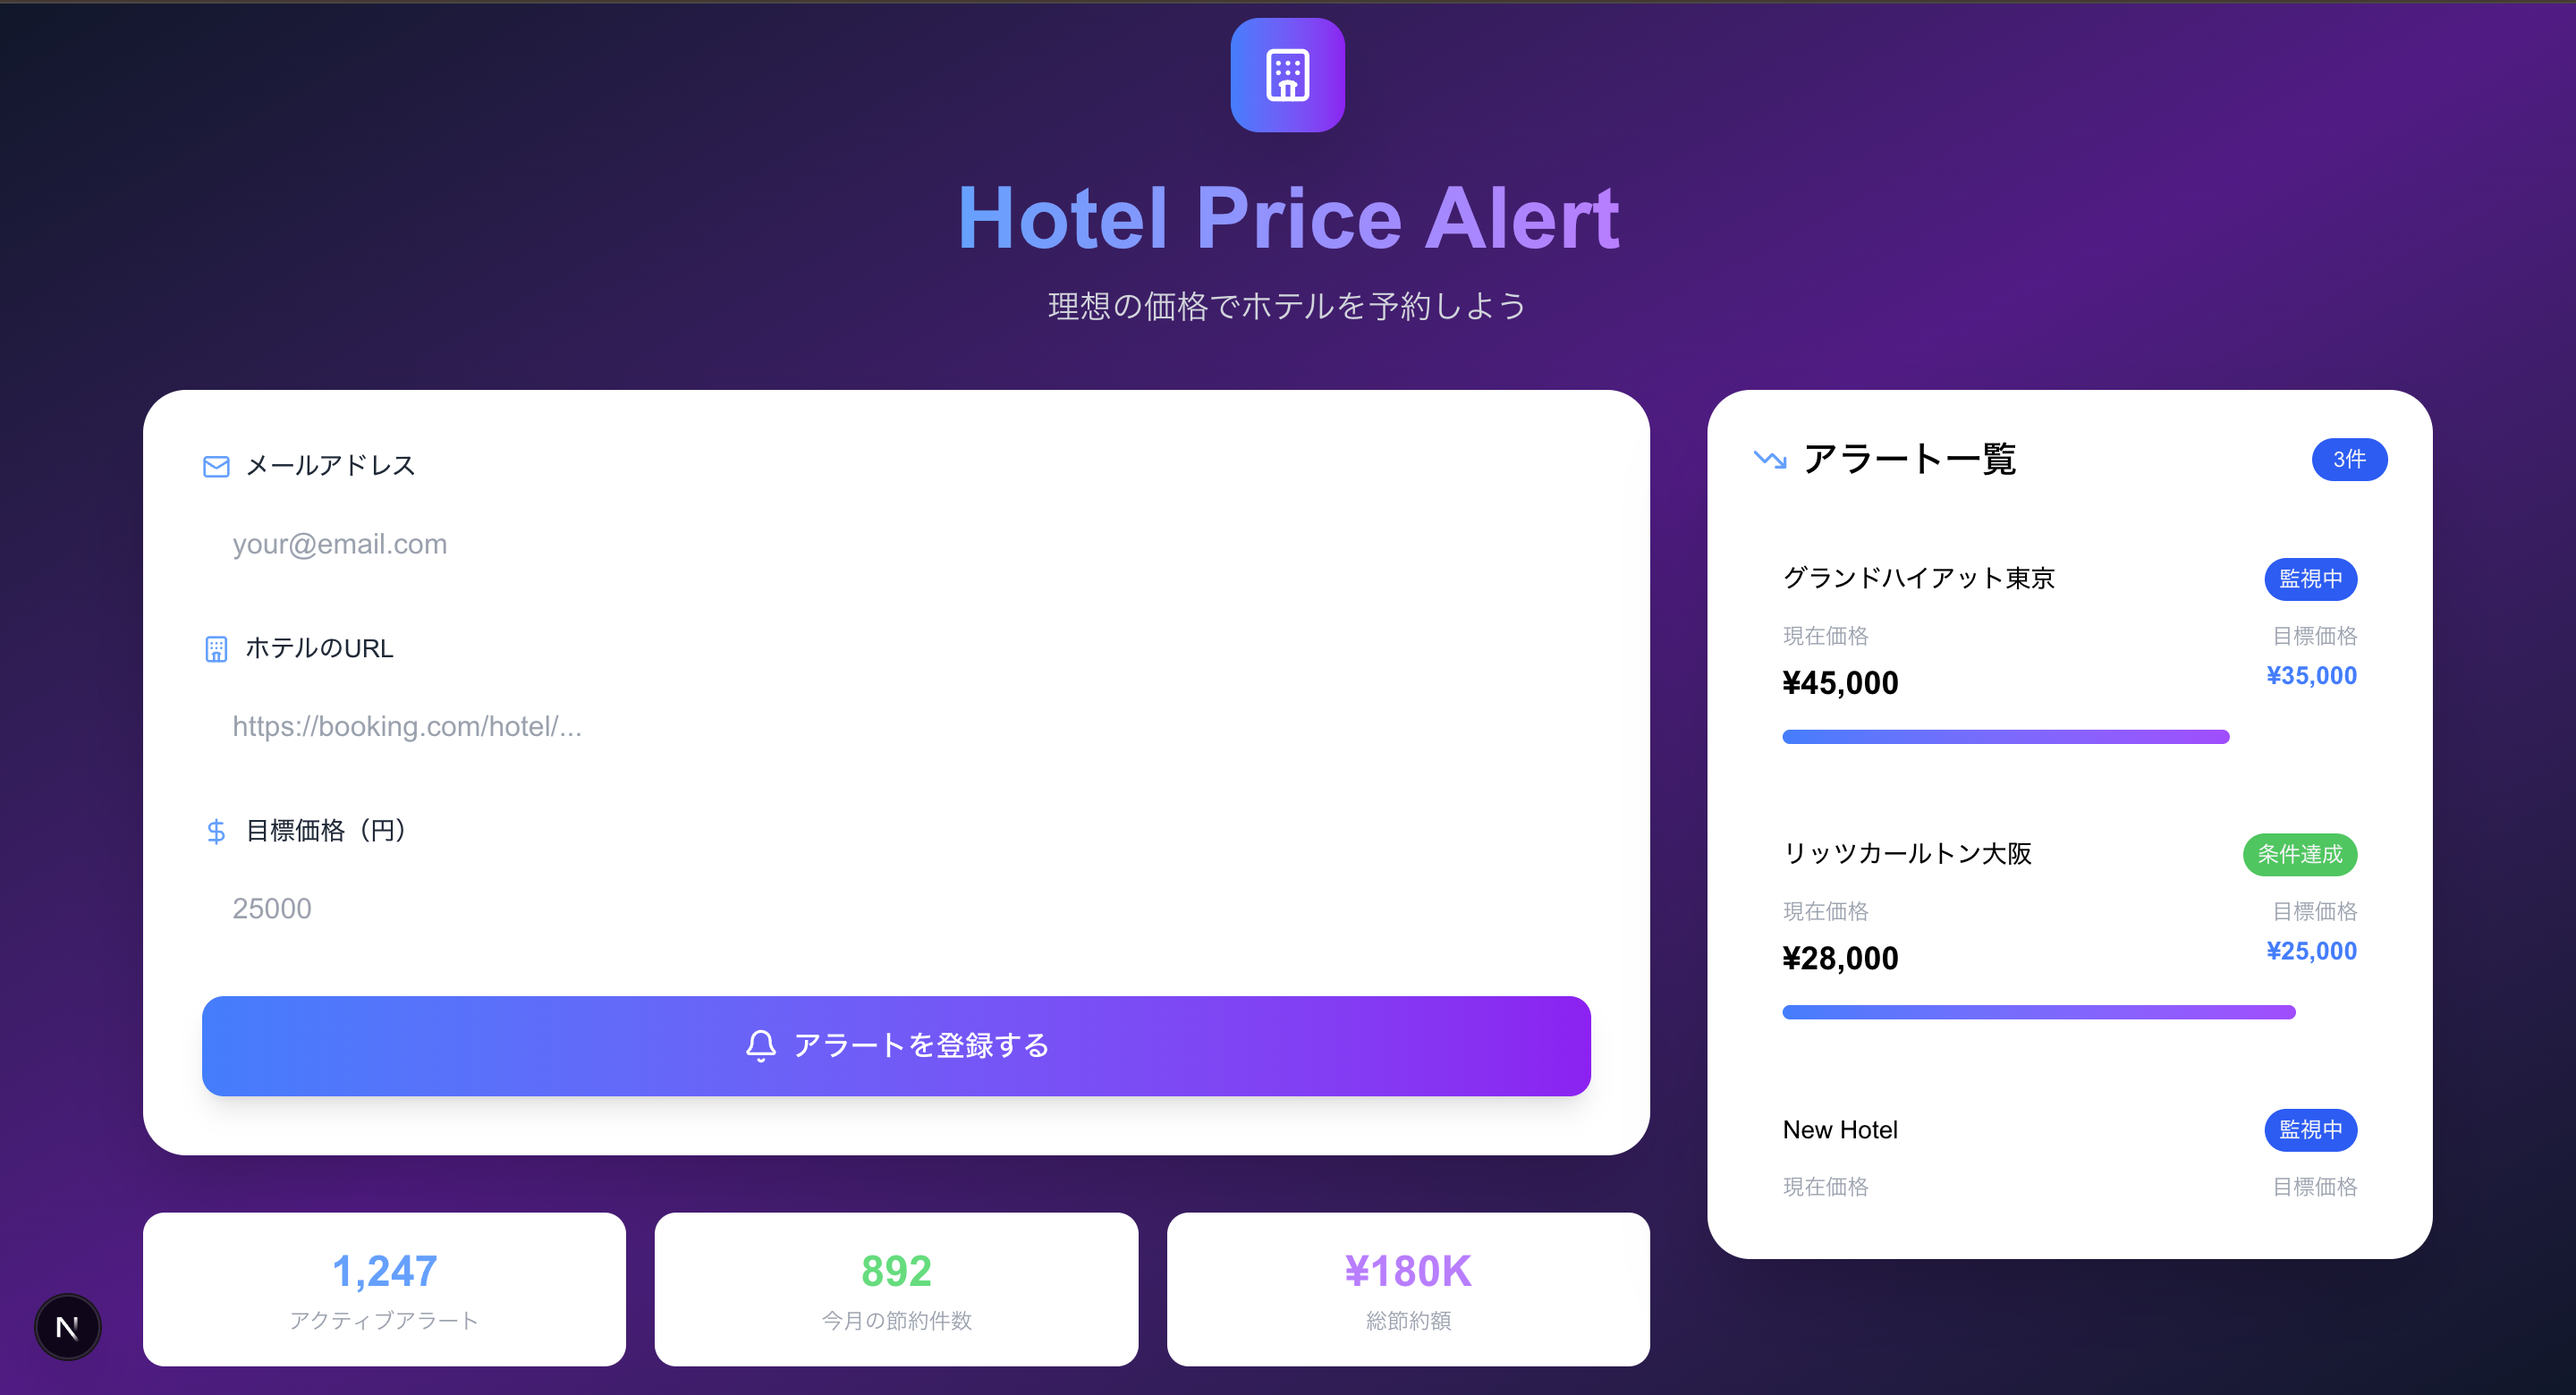 Hotel Price Alert
理想の価格でホテルを予約しよう
メールアドレス
your@email.com
ホテルのURL
https://booking.com/hotel/...
目標価格（円）
25000
アラートを登録する
1,247
アクティブアラート
892
今月の節約件数
¥180K
総節約額
アラート一覧
3件
グランドハイアット東京
監視中
現在価格
目標価格
¥45,000
¥35,000
リッツカールトン大阪
条件達成
現在価格
目標価格
¥28,000
¥25,000
New Hotel
監視中
現在価格
目標価格
N